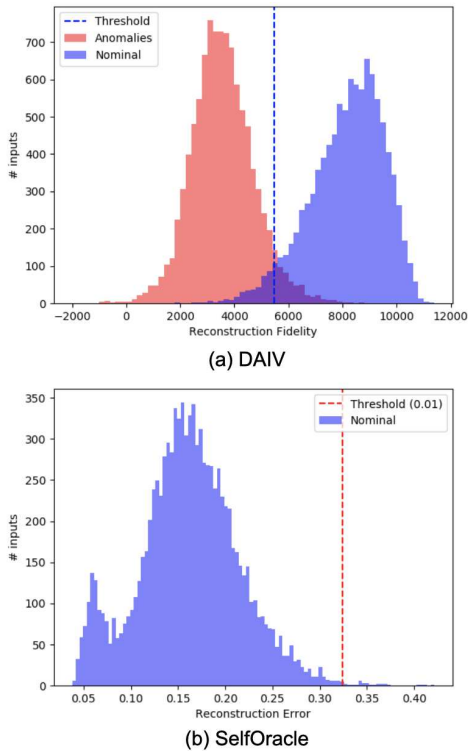 Threshold
Anomalies
Nominal
700
600
500
400
300
200
100
0
# inputs
-2000
0
2000
4000
6000
8000
10000
12000
Reconstruction Fidelity
(a) DAIV
Threshold (0.01)
Nominal
350
300
250
200
150
100
50
0
# inputs
0.05
0.10
0.15
0.20
0.25
0.30
0.35
0.40
Reconstruction Error
(b) SelfOracle